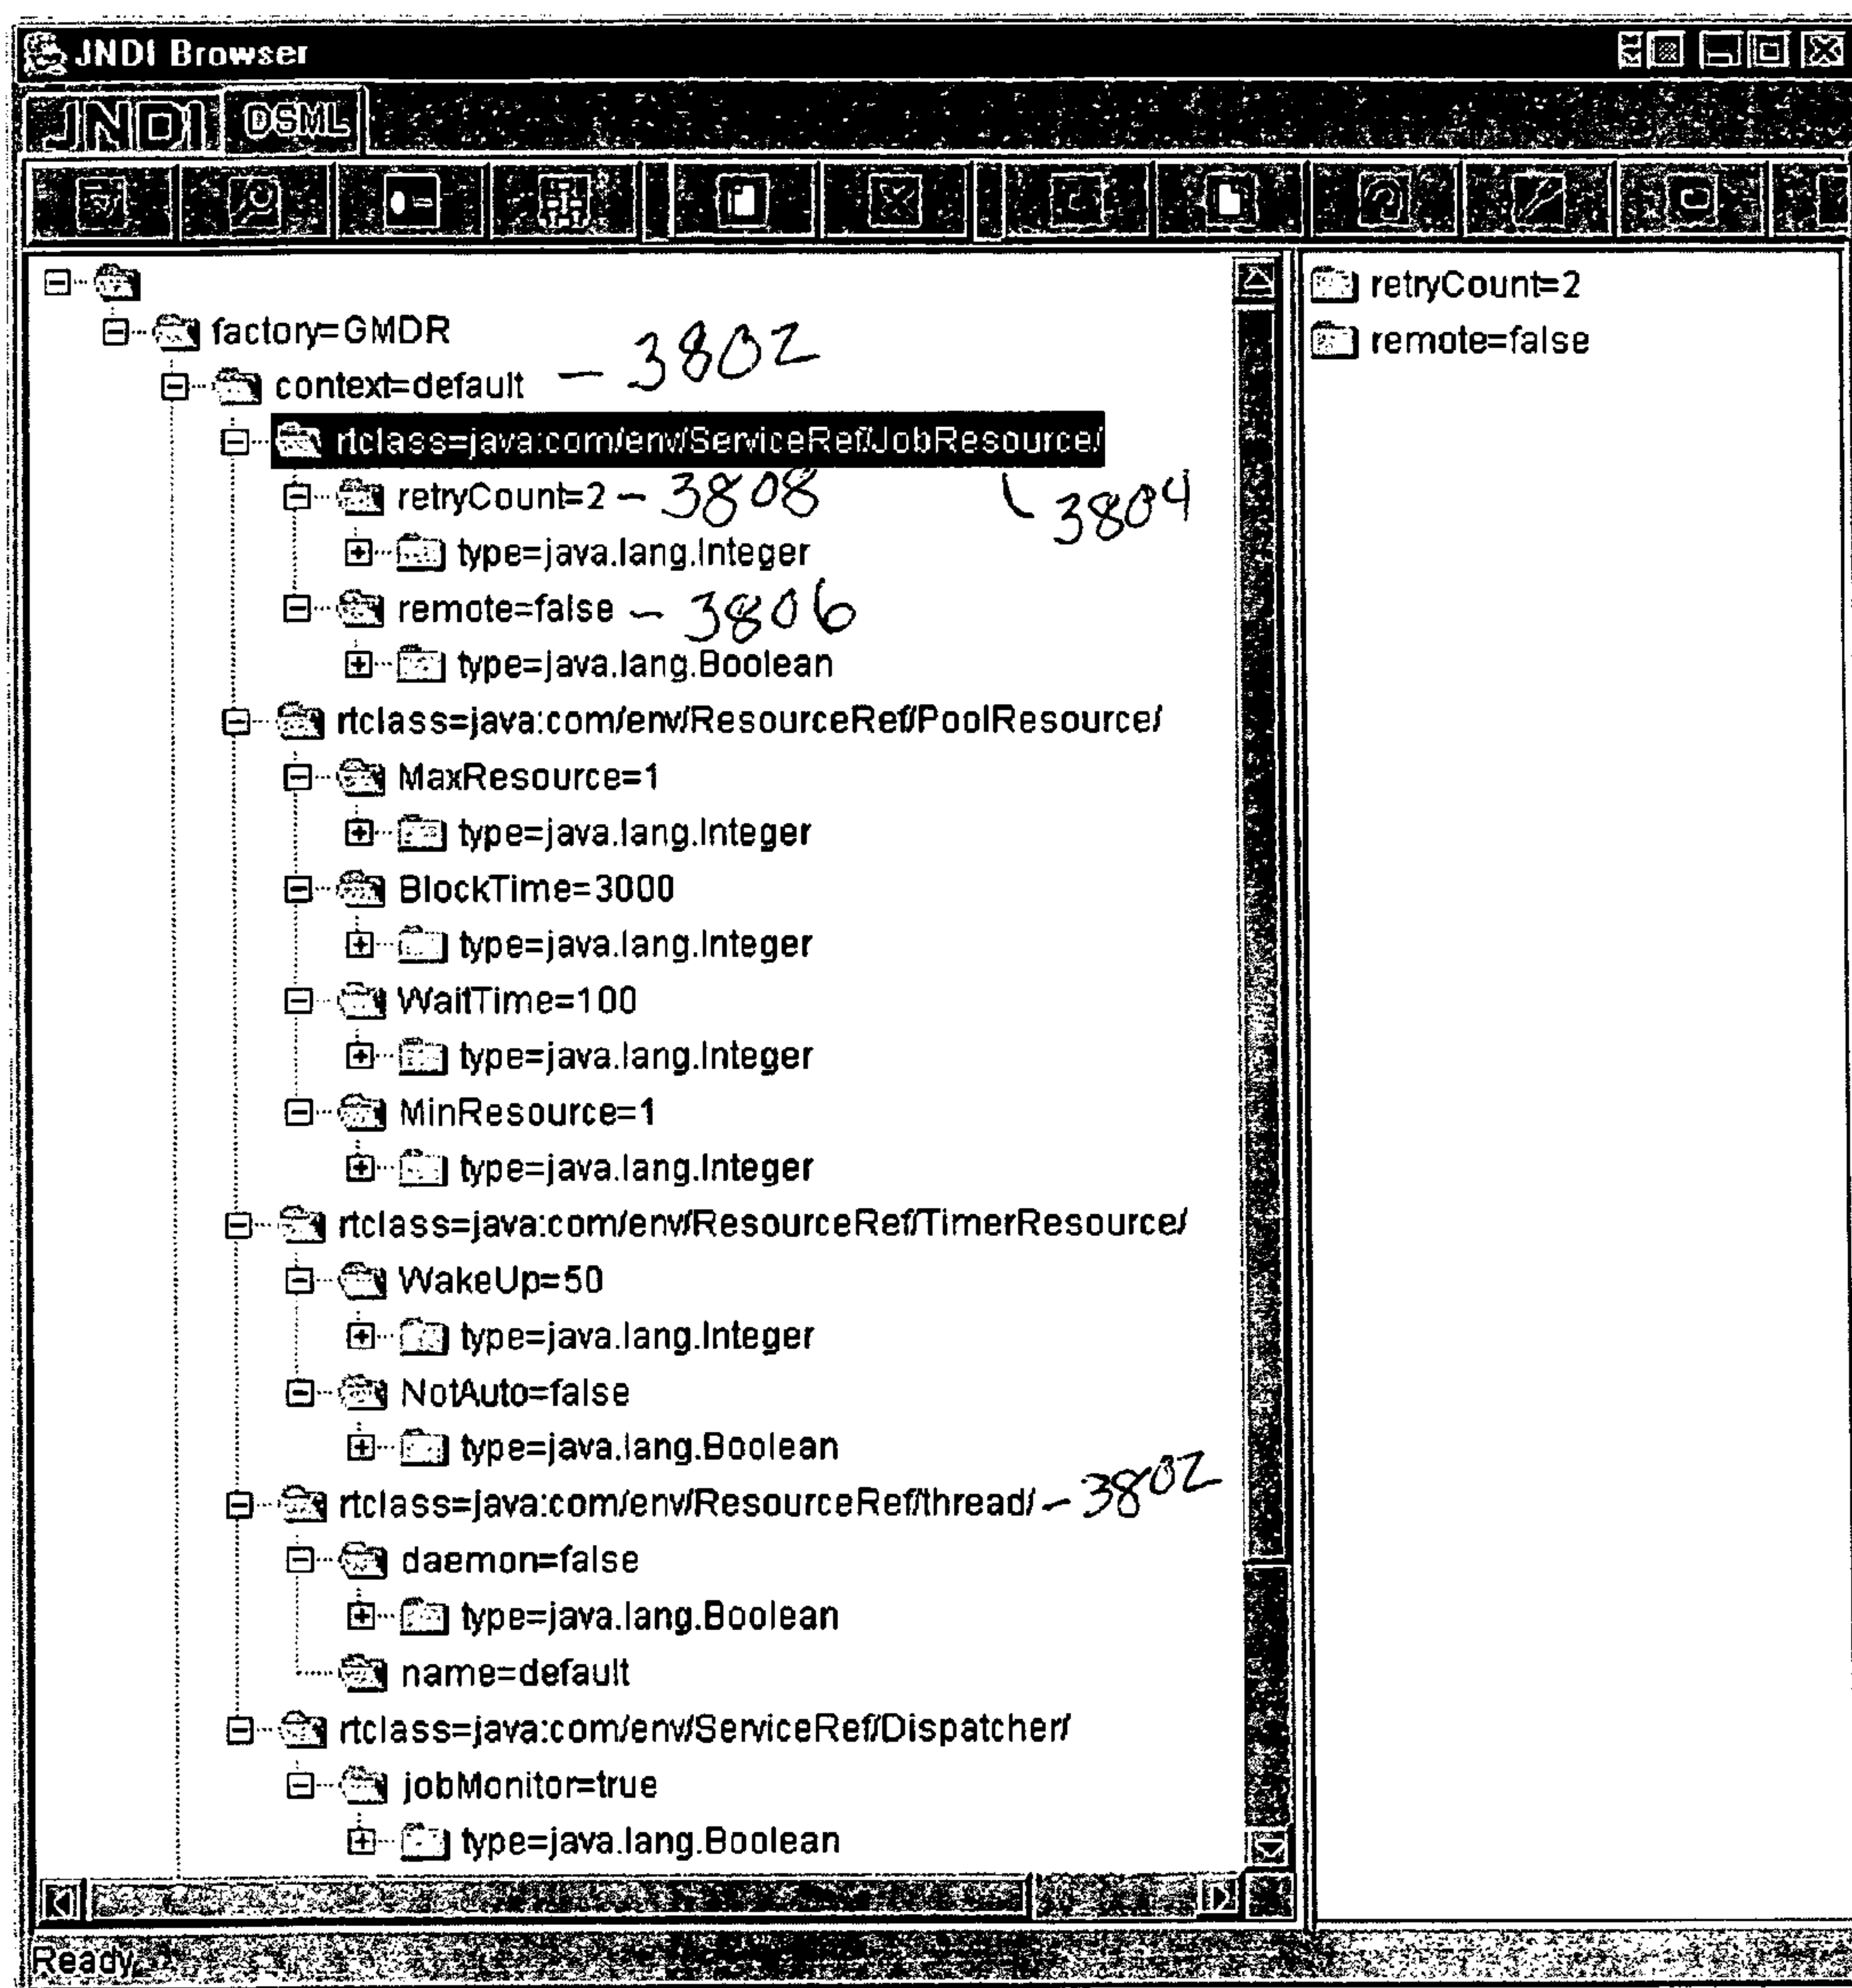 JNDI Browser
JNDI DSML
factory=GMDR
context=default – 3802
rtclass=java:com/env/ServiceRef/JobResource/
3804
retryCount=2 – 3808
type=java.lang.Integer
remote=false – 3806
type=java.lang.Boolean
rtclass=java:com/env/ResourceRef/PoolResource/
MaxResource=1
type=java.lang.Integer
BlockTime=3000
type=java.lang.Integer
WaitTime=100
type=java.lang.Integer
MinResource=1
type=java.lang.Integer
rtclass=java:com/env/ResourceRef/TimerResource/
WakeUp=50
type=java.lang.Integer
NotAuto=false
type=java.lang.Boolean
rtclass=java:com/env/ResourceRef/thread/ – 3802
daemon=false
type=java.lang.Boolean
name=default
rtclass=java:com/env/ServiceRef/Dispatcher/
jobMonitor=true
type=java.lang.Boolean
retryCount=2
remote=false
Ready